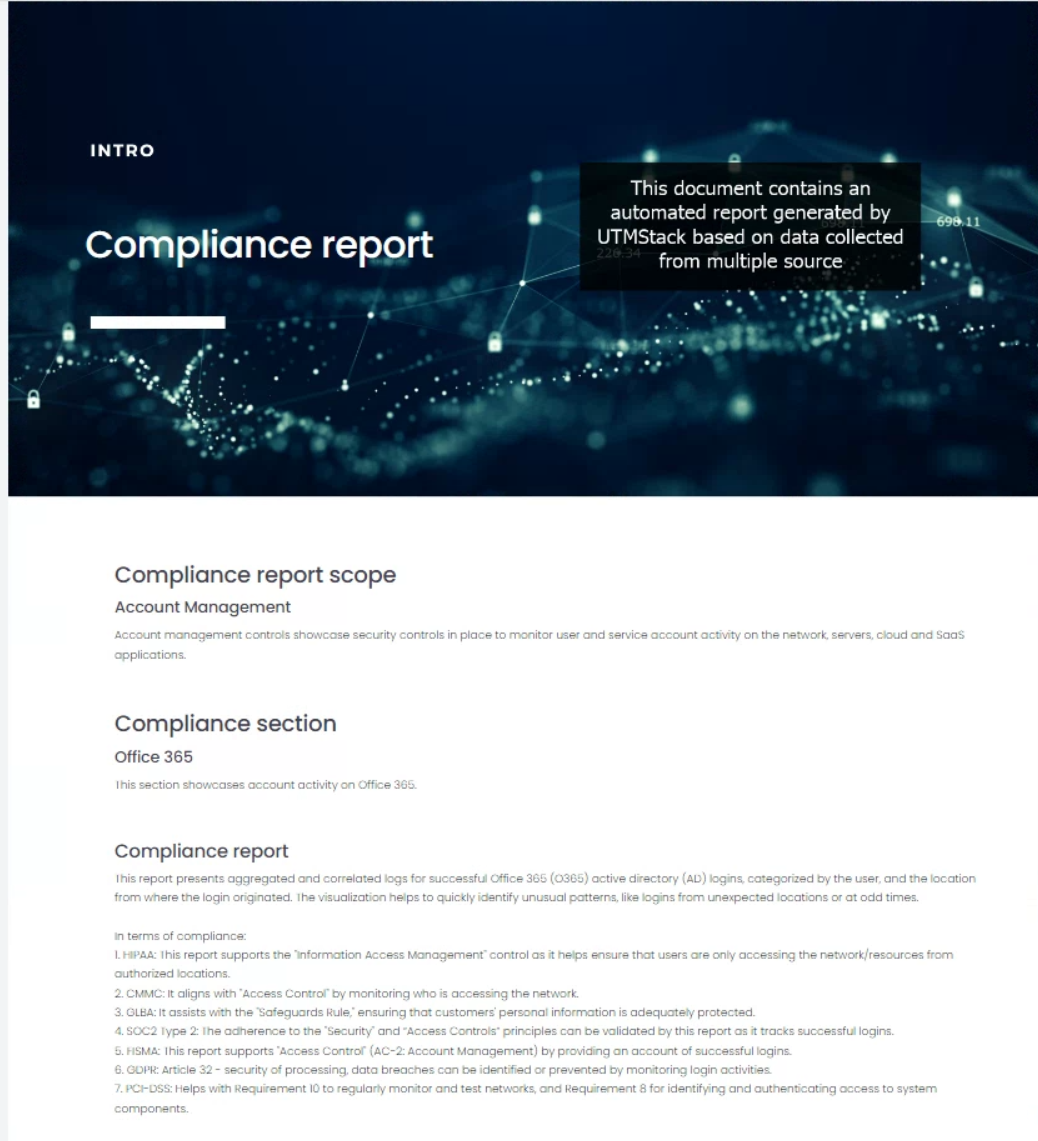 INTRO
Compliance report
This document contains an
automated report generated by
UTMStack based on data collected
from multiple source
698.11
226.34
Compliance report scope
Account Management
Account management controls showcase security controls in place to monitor user and service account activity on the network, servers, cloud and SaaS
applications.
Compliance section
Office 365
This section showcases account activity on Office 365.
Compliance report
This report presents aggregated and correlated logs for successful Office 365 (O365) active directory (AD) logins, categorized by the user, and the location
from where the login originated. The visualization helps to quickly identify unusual patterns, like logins from unexpected locations or at odd times.
In terms of compliance:
1. HIPAA: This report supports the "Information Access Management" control as it helps ensure that users are only accessing the network/resources from
authorized locations.
2. CMMC: It aligns with "Access Control" by monitoring who is accessing the network.
3. GLBA: It assists with the "Safeguards Rule," ensuring that customers' personal information is adequately protected.
4. SOC2 Type 2: The adherence to the "Security" and "Access Controls" principles can be validated by this report as it tracks successful logins.
5. FISMA: This report supports "Access Control" (AC-2: Account Management) by providing an account of successful logins.
6. GDPR: Article 32 - security of processing, data breaches can be identified or prevented by monitoring login activities.
7. PCI-DSS: Helps with Requirement 10 to regularly monitor and test networks, and Requirement 8 for identifying and authenticating access to system
components.